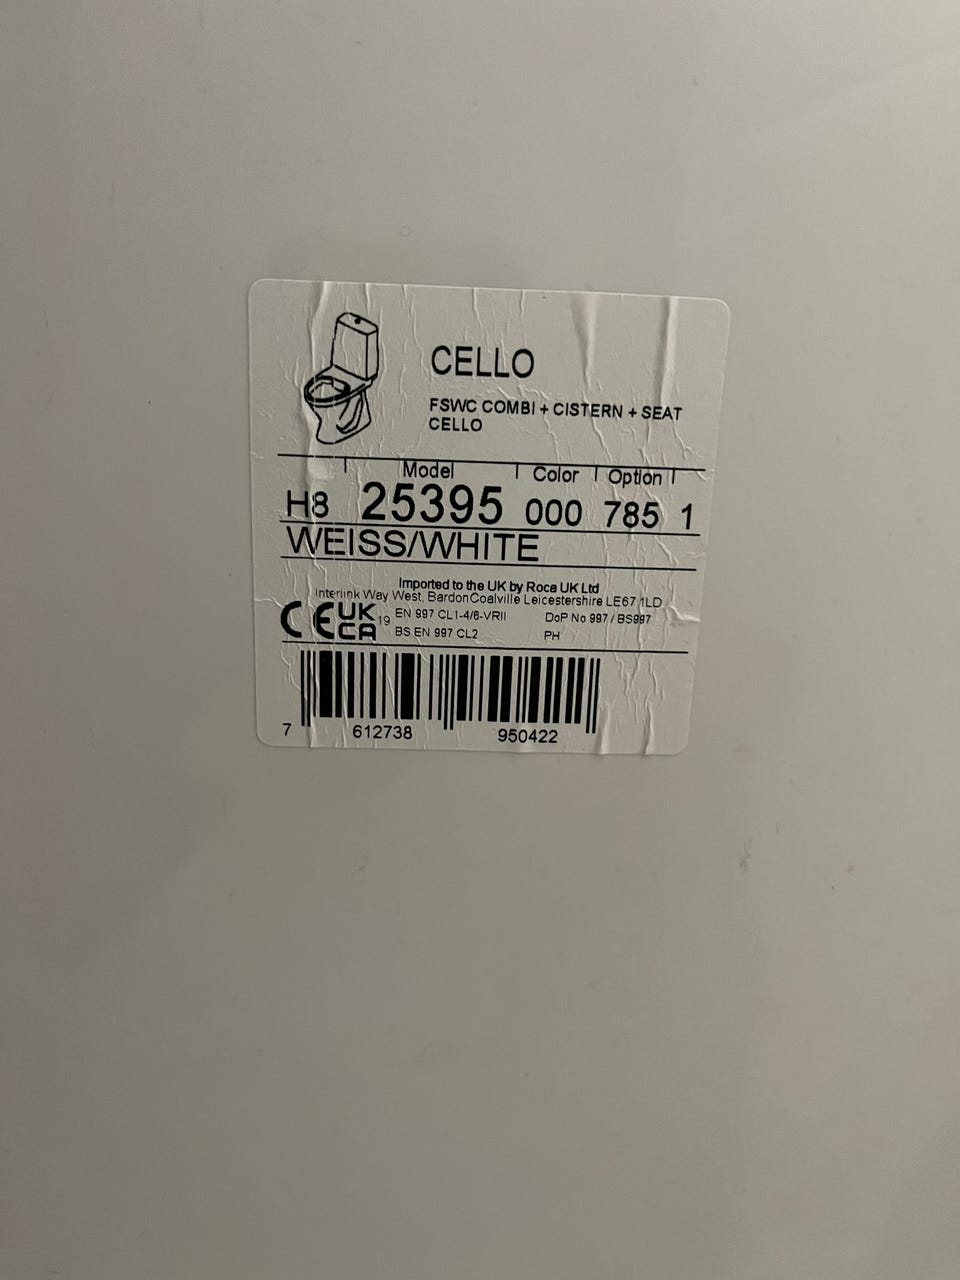 CELLO
FSWC COMBI + CISTERN + SEAT
CELLO
Model Color Option
H8 25395 000 785 1
WEISS/WHITE
Imported to the UK by Roca UK Ltd
Interlink Way West, Bardon Coalville Leicestershire LE67 1LD
CE UK CA 19 EN 997 CL1-4/6-VRII DoP No 997 / BS997
BS EN 997 CL2 PH
7 612738 950422